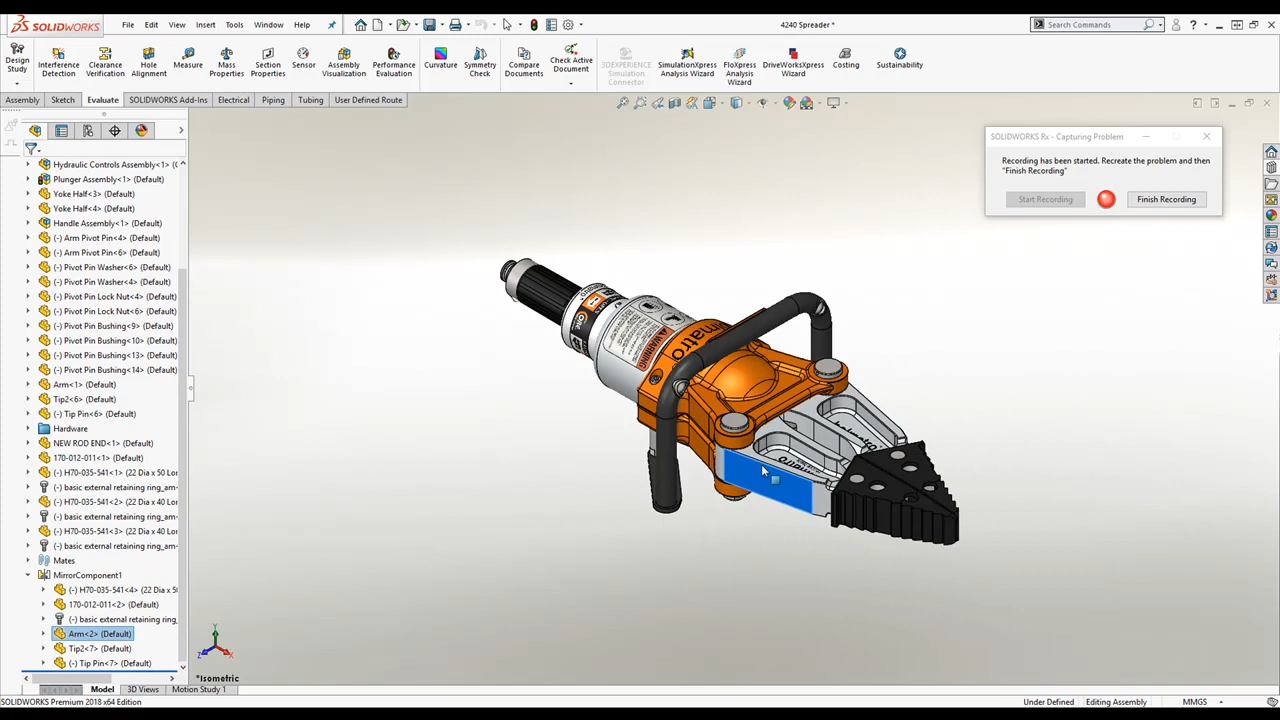 SOLIDWORKS
File Edit View Insert Tools Window Help
4240 Spreader *
Search Commands
Design Study
Interference Detection
Clearance Verification
Hole Alignment
Measure
Mass Properties
Section Properties
Sensor
Assembly Visualization
Performance Evaluation
Curvature
Symmetry Check
Compare Documents
Check Active Document
3DEXPERIENCE Simulation Connector
SimulationXpress Analysis Wizard
FloXpress Analysis Wizard
DriveWorksXpress Wizard
Costing
Sustainability
Assembly Sketch Evaluate SOLIDWORKS Add-Ins Electrical Piping Tubing User Defined Route
SOLIDWORKS Rx - Capturing Problem
Recording has been started. Recreate the problem and then
"Finish Recording"
Start Recording Finish Recording
Hydraulic Controls Assembly<1> (
Plunger Assembly<1> (Default)
Yoke Half<3> (Default)
Yoke Half<4> (Default)
Handle Assembly<1> (Default)
(-) Arm Pivot Pin<4> (Default)
(-) Arm Pivot Pin<6> (Default)
(-) Pivot Pin Washer<6> (Default)
(-) Pivot Pin Washer<4> (Default)
(-) Pivot Pin Lock Nut<4> (Default)
(-) Pivot Pin Lock Nut<6> (Default)
(-) Pivot Pin Bushing<9> (Default)
(-) Pivot Pin Bushing<10> (Default)
(-) Pivot Pin Bushing<13> (Default)
(-) Pivot Pin Bushing<14> (Default)
Arm<1> (Default)
Tip2<6> (Default)
(-) Tip Pin<6> (Default)
Hardware
NEW ROD END<1> (Default)
170-012-011<1> (Default)
(-) H70-035-541<1> (22 Dia x 50 Lon
(-) basic external retaining ring_am-
(-) H70-035-541<2> (22 Dia x 40 Lon
(-) basic external retaining ring_am-
(-) H70-035-541<3> (22 Dia x 40 Lon
(-) basic external retaining ring_am-
Mates
MirrorComponent1
(-) H70-035-541<4> (22 Dia x 50
170-012-011<2> (Default)
(-) basic external retaining ring_
Arm<2> (Default)
Tip2<7> (Default)
(-) Tip Pin<7> (Default)
WARNING
Y
Z
X
*Isometric
Model 3D Views Motion Study 1
SOLIDWORKS Premium 2018 x64 Edition
Under Defined Editing Assembly MMGS